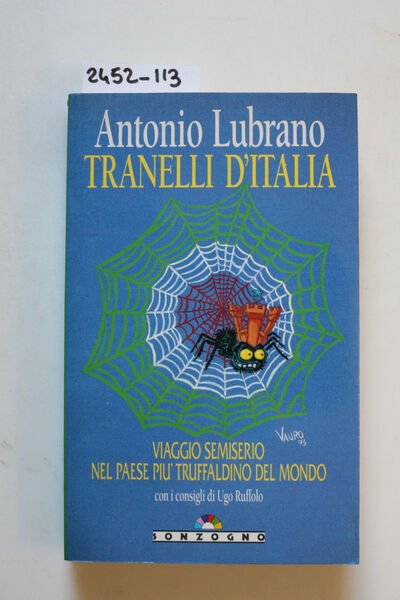 2452-113
Antonio Lubrano
TRANELLI D'ITALIA
VAURO
95
VIAGGIO SEMISERIO
NEL PAESE PIU' TRUFFALDINO DEL MONDO
con i consigli di Ugo Ruffolo
SONZOGNO